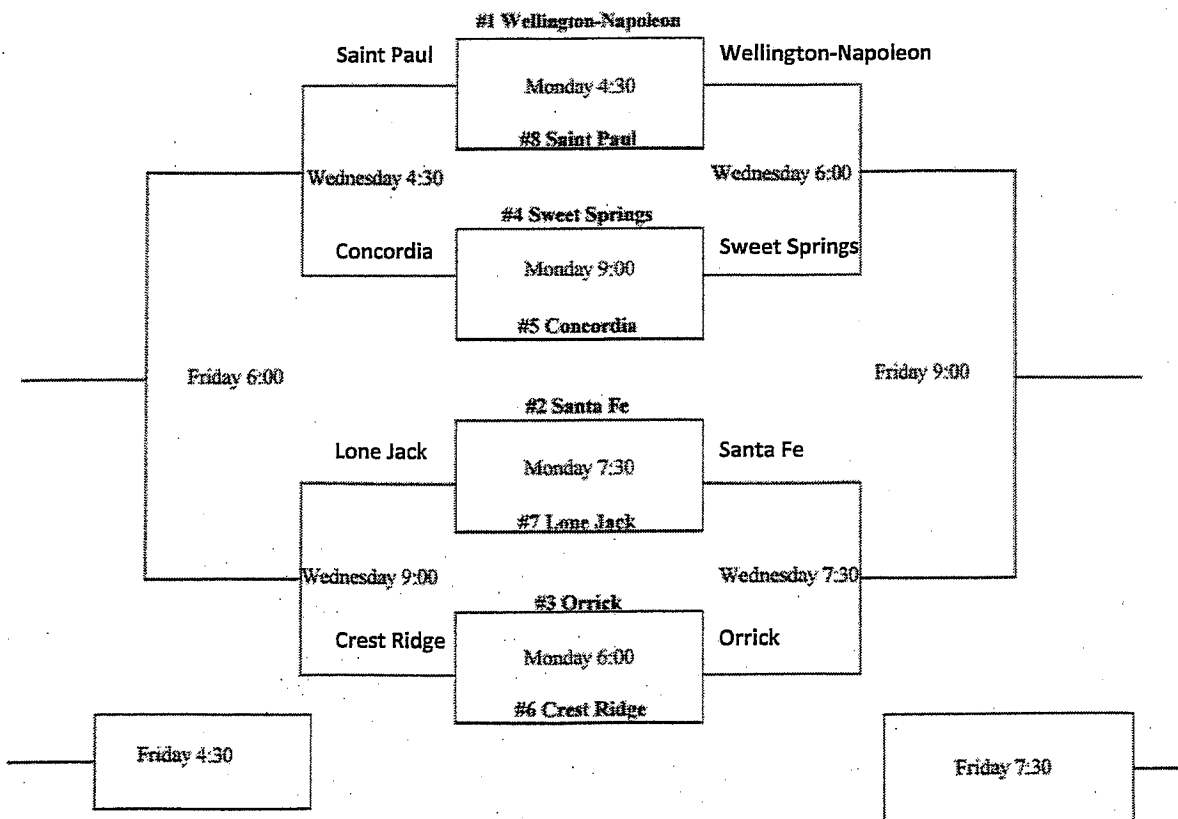 #1 Wellington-Napoleon
Saint Paul
Wellington-Napoleon
Monday 4:30
#8 Saint Paul
Wednesday 4:30
Wednesday 6:00
#4 Sweet Springs
Concordia
Sweet Springs
Monday 9:00
#5 Concordia
Friday 6:00
Friday 9:00
#2 Santa Fe
Lone Jack
Santa Fe
Monday 7:30
#7 Lone Jack
Wednesday 9:00
Wednesday 7:30
#3 Orrick
Crest Ridge
Orrick
Monday 6:00
#6 Crest Ridge
Friday 4:30
Friday 7:30